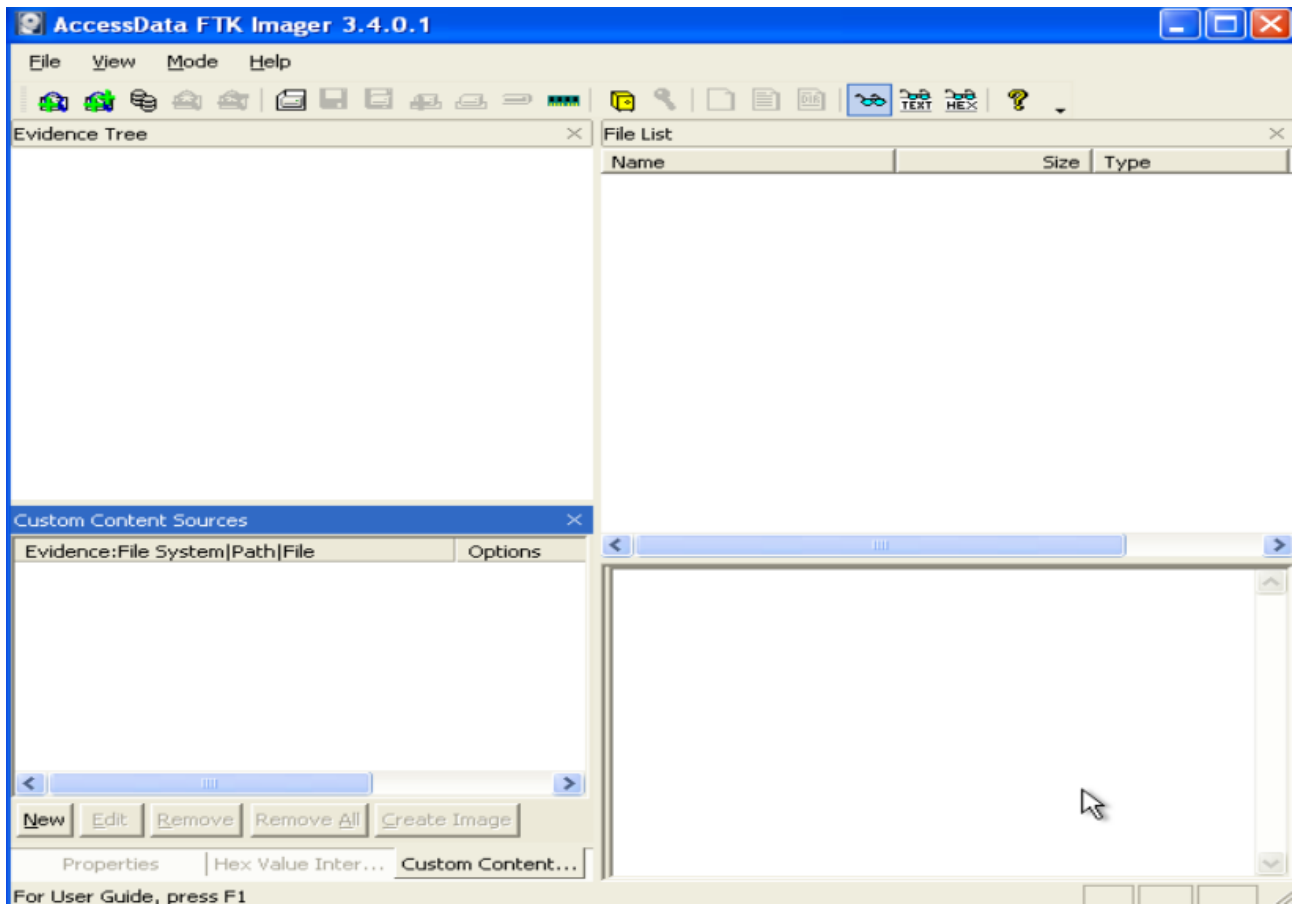 AccessData FTK Imager 3.4.0.1
File View Mode Help
TEXT HEX
Evidence Tree
File List
Name Size Type
Custom Content Sources
Evidence:File System|Path|File Options
New Edit Remove Remove All Create Image
Properties Hex Value Inter... Custom Content...
For User Guide, press F1